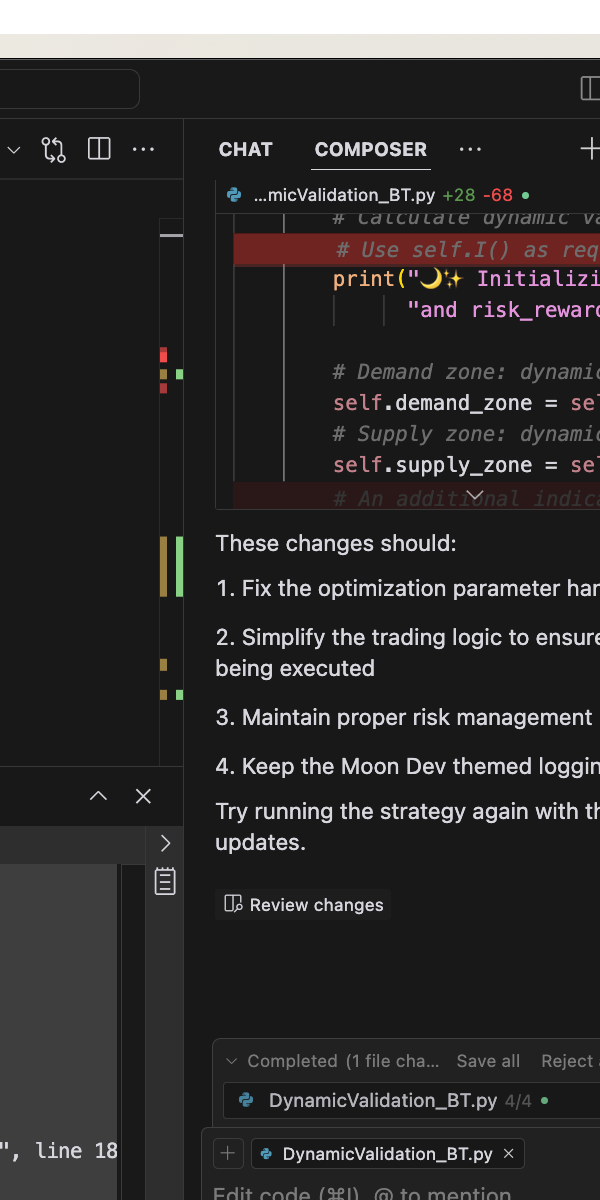 CHAT COMPOSER ...
...micValidation_BT.py +28 -68
# Calculate dynamic va
# Use self.I() as req
print("🌙✨ Initializi
"and risk_reward
# Demand zone: dynamic
self.demand_zone = sel
# Supply zone: dynamic
self.supply_zone = sel
# An additional indica
These changes should:
1. Fix the optimization parameter han
2. Simplify the trading logic to ensure
being executed
3. Maintain proper risk management
4. Keep the Moon Dev themed loggin
Try running the strategy again with th
updates.
Review changes
Completed (1 file cha... Save all Reject
DynamicValidation_BT.py 4/4
", line 18
DynamicValidation_BT.py ×
Edit code (⌘I), @ to mention